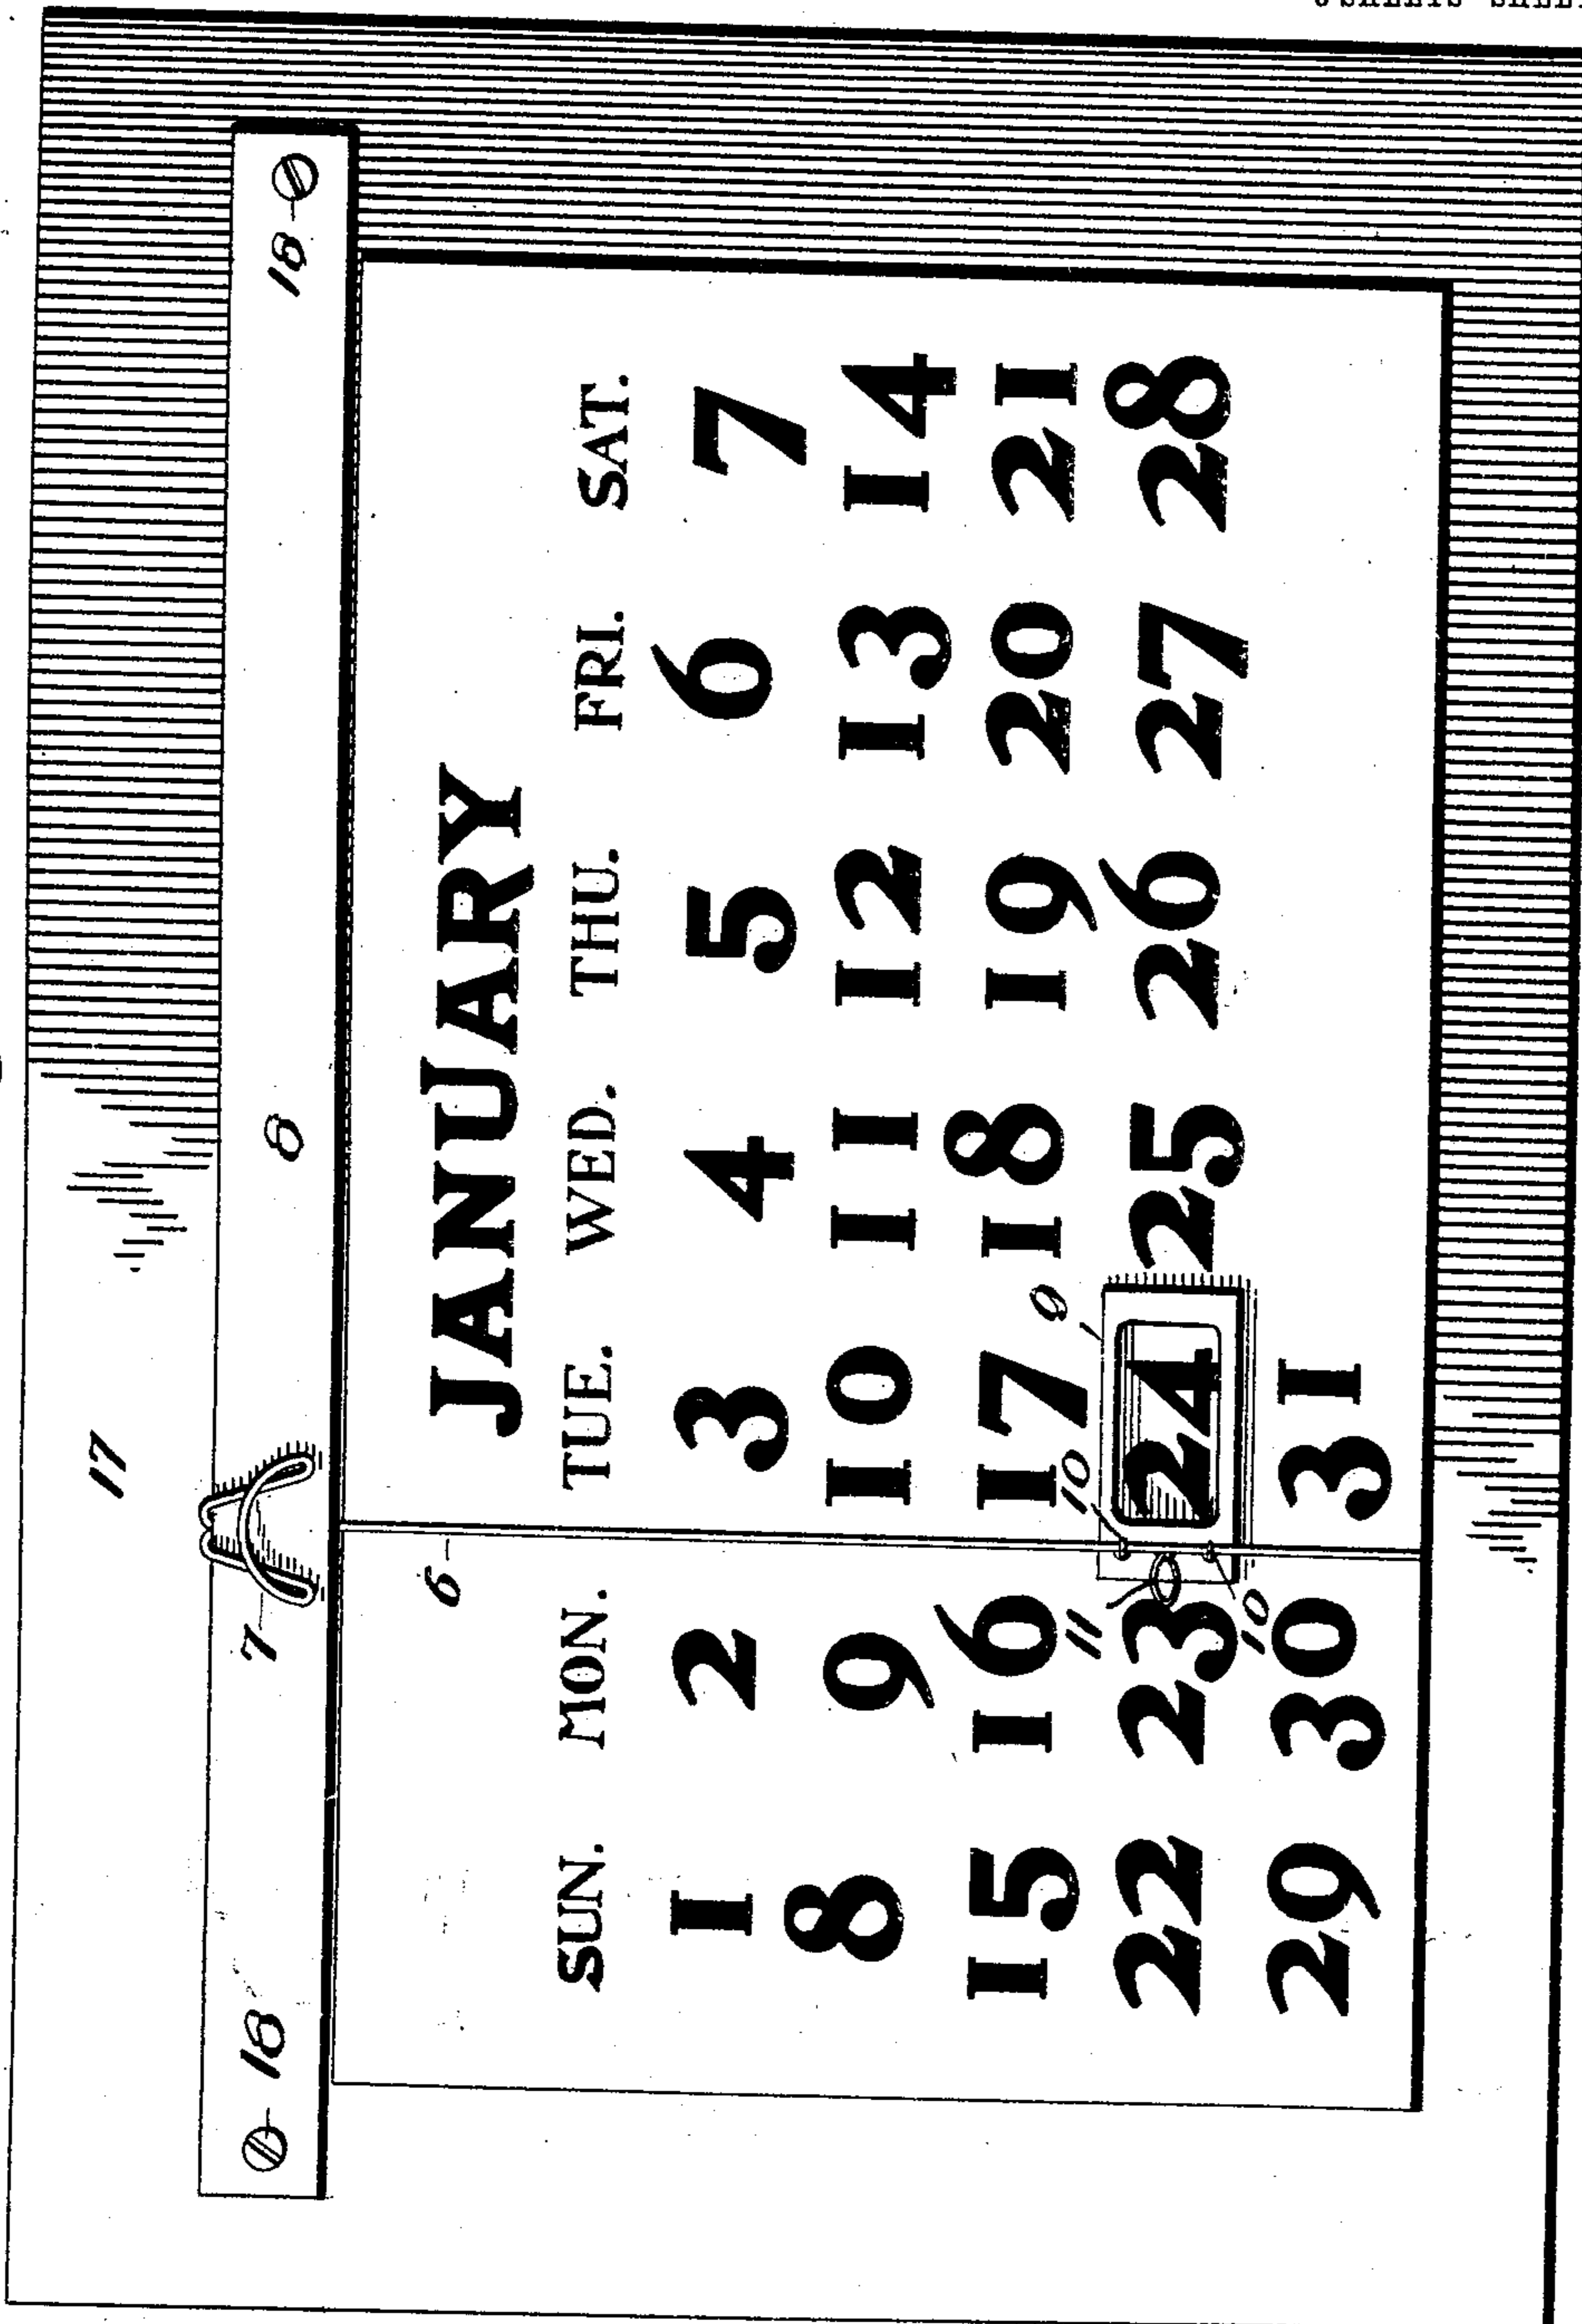 17
18 8 18
7
6
JANUARY
SUN. MON. TUE. WED. THU. FRI. SAT.
1 2 3 4 5 6 7
8 9 10 11 12 13 14
15 16 17 18 19 20 21
11 10 9
22 23 24 25 26 27 28
10
29 30 31